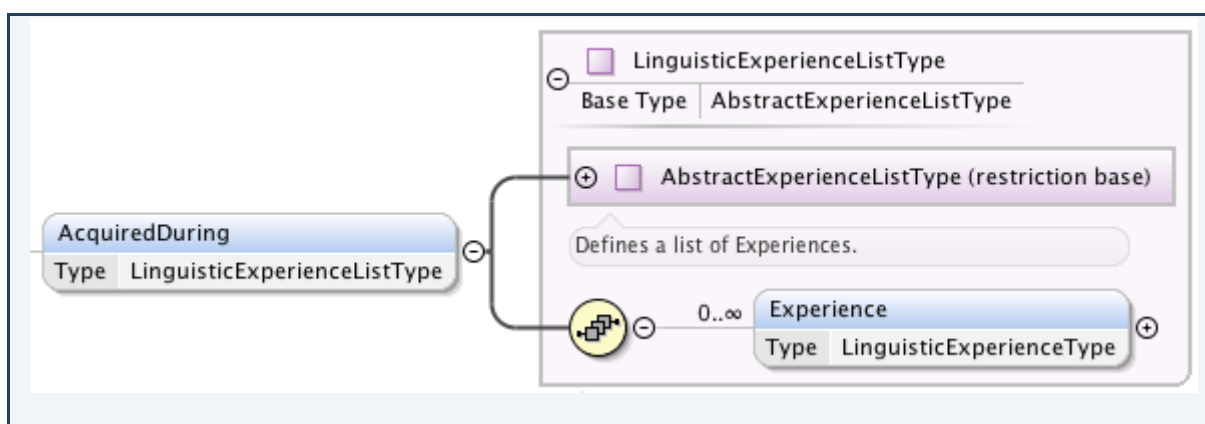 LinguisticExperienceListType
Base Type AbstractExperienceListType
AbstractExperienceListType (restriction base)
Defines a list of Experiences.
AcquiredDuring
Type LinguisticExperienceListType
0..∞
Experience
Type LinguisticExperienceType